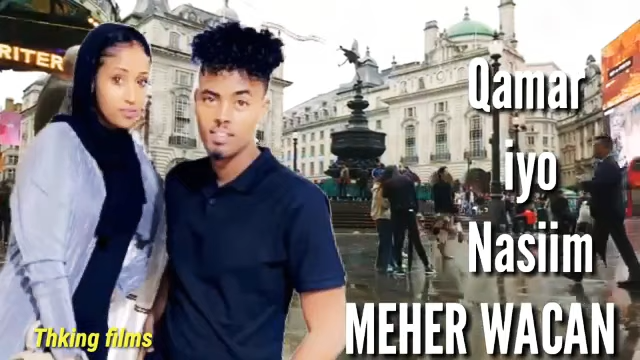 RITER
Qamar
iyo
Nasiim
MEHER WACAN
Thking films